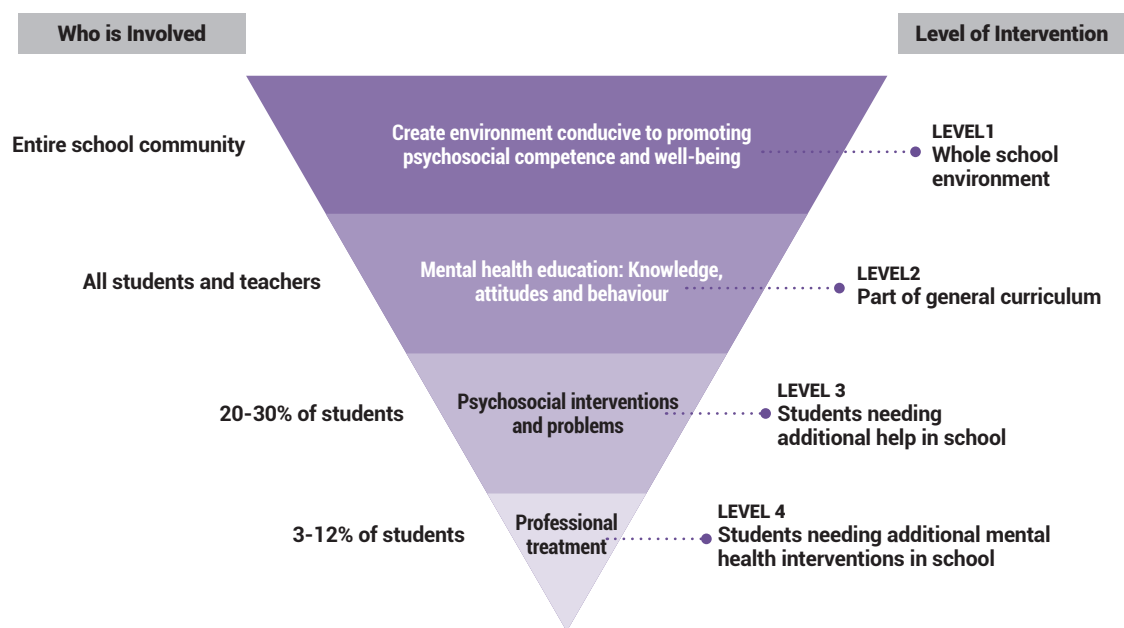 Who is Involved
Level of Intervention
Entire school community
Create environment conducive to promoting
psychosocial competence and well-being
LEVEL1
Whole school
environment
All students and teachers
Mental health education: Knowledge,
attitudes and behaviour
LEVEL2
Part of general curriculum
20-30% of students
Psychosocial interventions
and problems
LEVEL 3
Students needing
additional help in school
3-12% of students
Professional
treatment
LEVEL 4
Students needing additional mental
health interventions in school